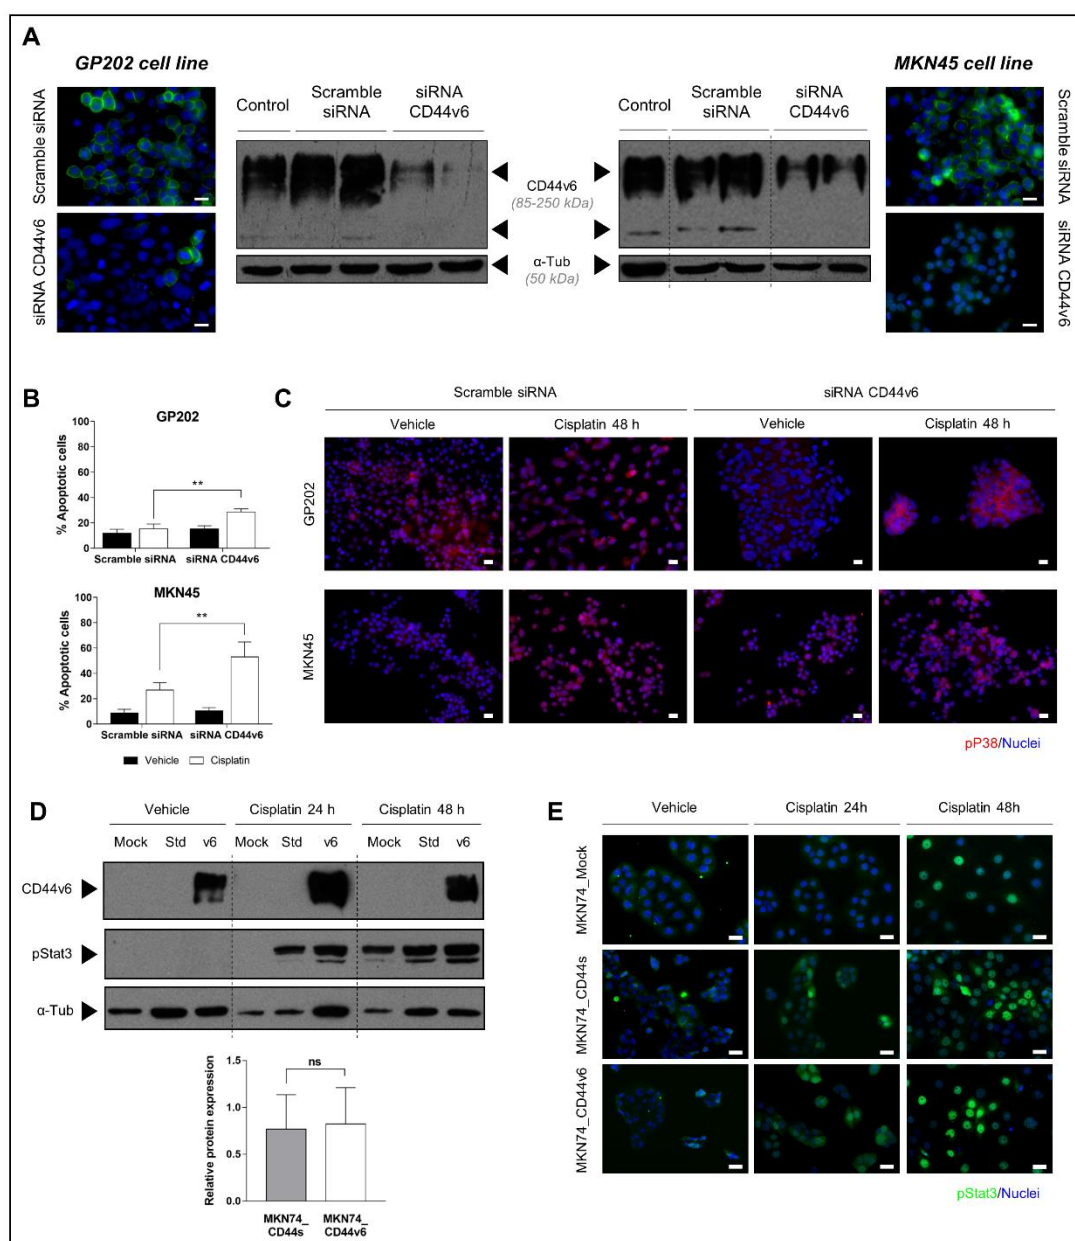 A
GP202 cell line
MKN45 cell line
Scramble siRNA
siRNA CD44v6
Control
Scramble
siRNA
siRNA
CD44v6
CD44v6
(85-250 kDa)
α-Tub
(50 kDa)
Control
Scramble
siRNA
siRNA
CD44v6
Scramble siRNA
siRNA CD44v6
B
GP202
% Apoptotic cells
100
80
60
40
20
0
**
Scramble siRNA siRNA CD44v6
MKN45
% Apoptotic cells
100
80
60
40
20
0
**
Scramble siRNA siRNA CD44v6
Vehicle Cisplatin
C
Scramble siRNA siRNA CD44v6
Vehicle Cisplatin 48 h Vehicle Cisplatin 48 h
GP202
MKN45
pP38/Nuclei
D
Vehicle Cisplatin 24 h Cisplatin 48 h
Mock Std v6 Mock Std v6 Mock Std v6
CD44v6
pStat3
α-Tub
Relative protein expression
1.5
1.0
0.5
0.0
ns
MKN74_
CD44s
MKN74_
CD44v6
E
Vehicle Cisplatin 24h Cisplatin 48h
MKN74_Mock
MKN74_CD44s
MKN74_CD44v6
pStat3/Nuclei